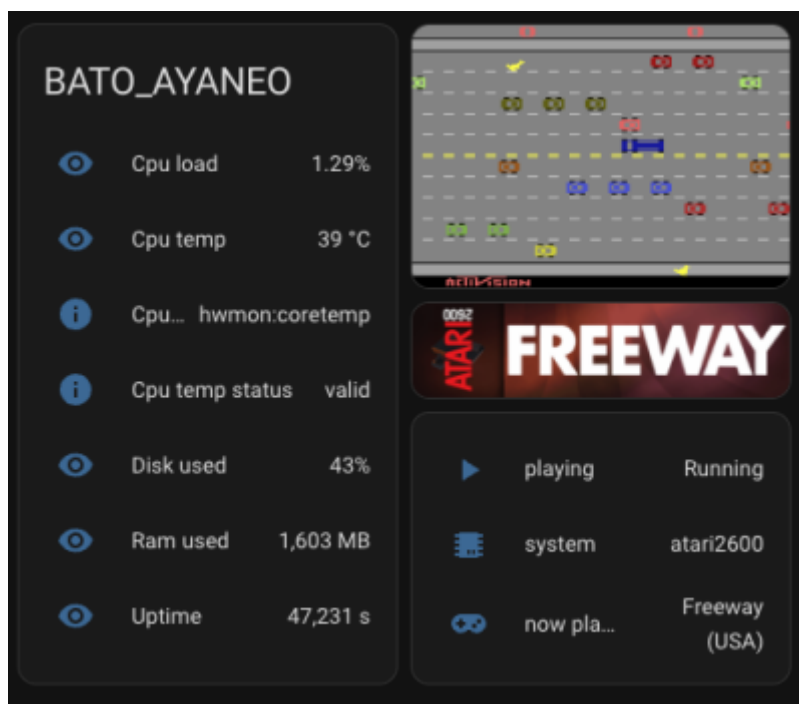 BATO_AYANEO
Cpu load 1.29%
Cpu temp 39 °C
Cpu... hwmon:coretemp
Cpu temp status valid
Disk used 43%
Ram used 1,603 MB
Uptime 47,231 s
ACTIVISION
ATARI 2600
FREEWAY
playing Running
system atari2600
now pla... Freeway
(USA)